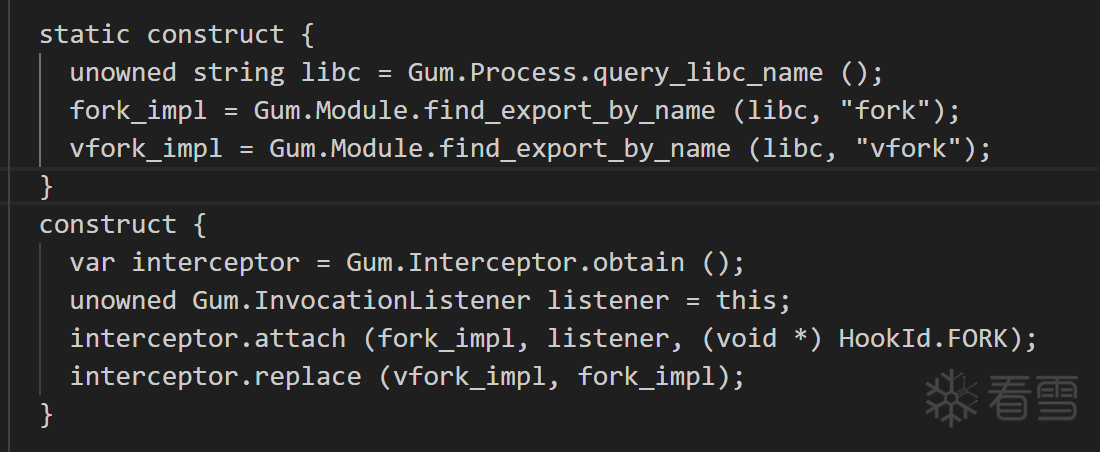 static construct {
  unowned string libc = Gum.Process.query_libc_name ();
  fork_impl = Gum.Module.find_export_by_name (libc, "fork");
  vfork_impl = Gum.Module.find_export_by_name (libc, "vfork");
}
construct {
  var interceptor = Gum.Interceptor.obtain ();
  unowned Gum.InvocationListener listener = this;
  interceptor.attach (fork_impl, listener, (void *) HookId.FORK);
  interceptor.replace (vfork_impl, fork_impl);
}
看雪